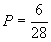 P = 6/28